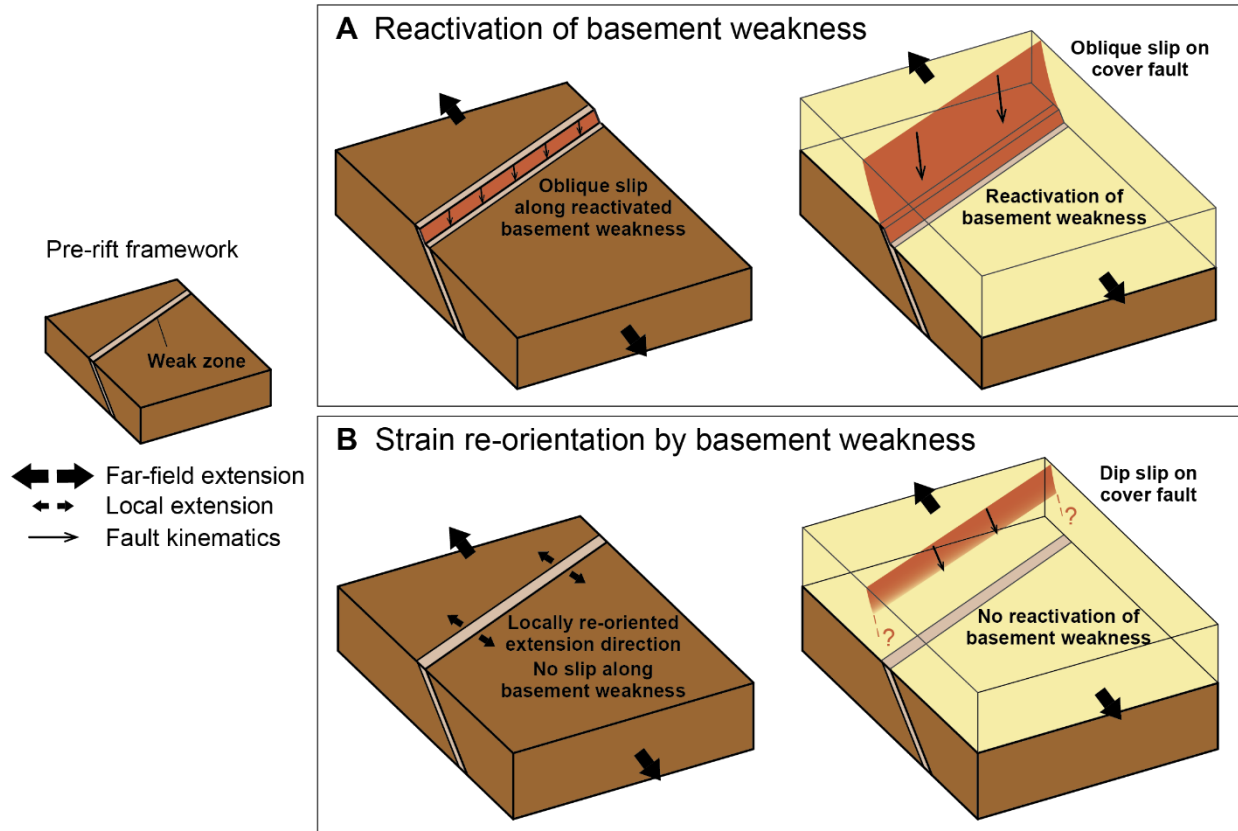 Pre-rift framework
Weak zone
Far-field extension
Local extension
Fault kinematics
A Reactivation of basement weakness
Oblique slip
along reactivated
basement weakness
Oblique slip on
cover fault
Reactivation of
basement weakness
B Strain re-orientation by basement weakness
Locally re-oriented
extension direction
No slip along
basement weakness
Dip slip on
cover fault
?
?
No reactivation of
basement weakness